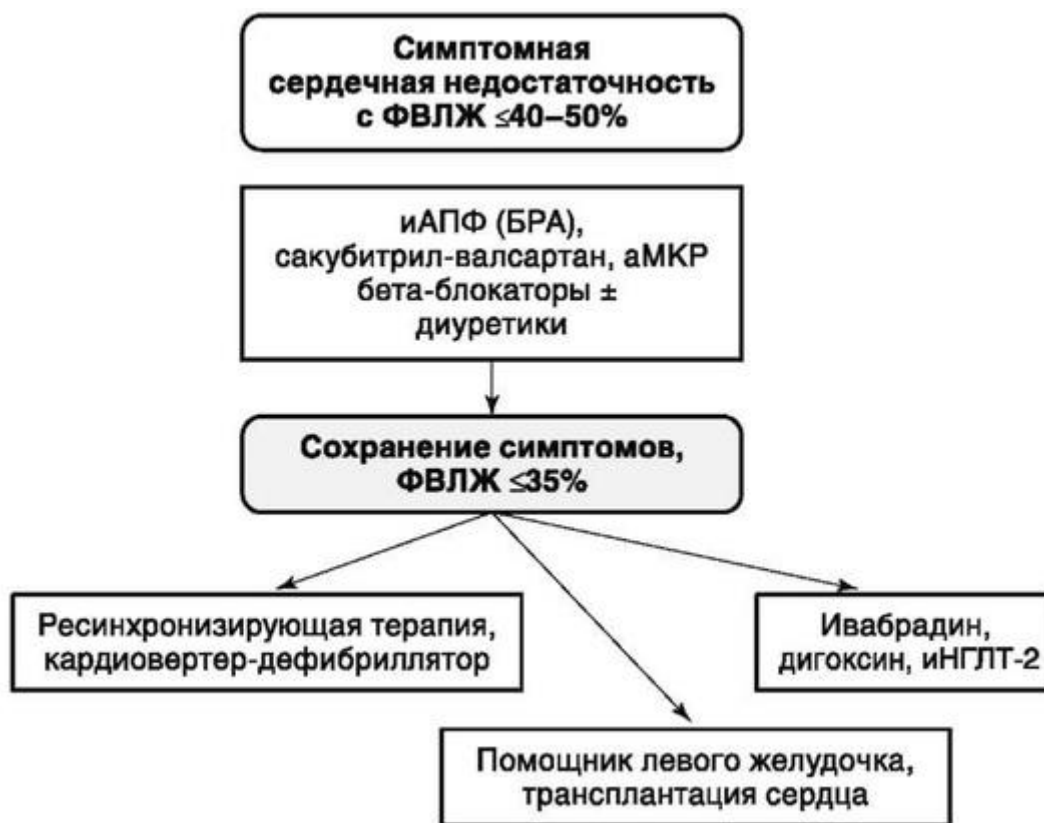 Симптомная
сердечная недостаточность
с ФВЛЖ ≤40–50%
иАПФ (БРА),
сакубитрил-валсартан, аМКР
бета-блокаторы ±
диуретики
Сохранение симптомов,
ФВЛЖ ≤35%
Ресинхронизирующая терапия,
кардиовертер-дефибриллятор
Ивабрадин,
дигоксин, иНГЛТ-2
Помощник левого желудочка,
трансплантация сердца